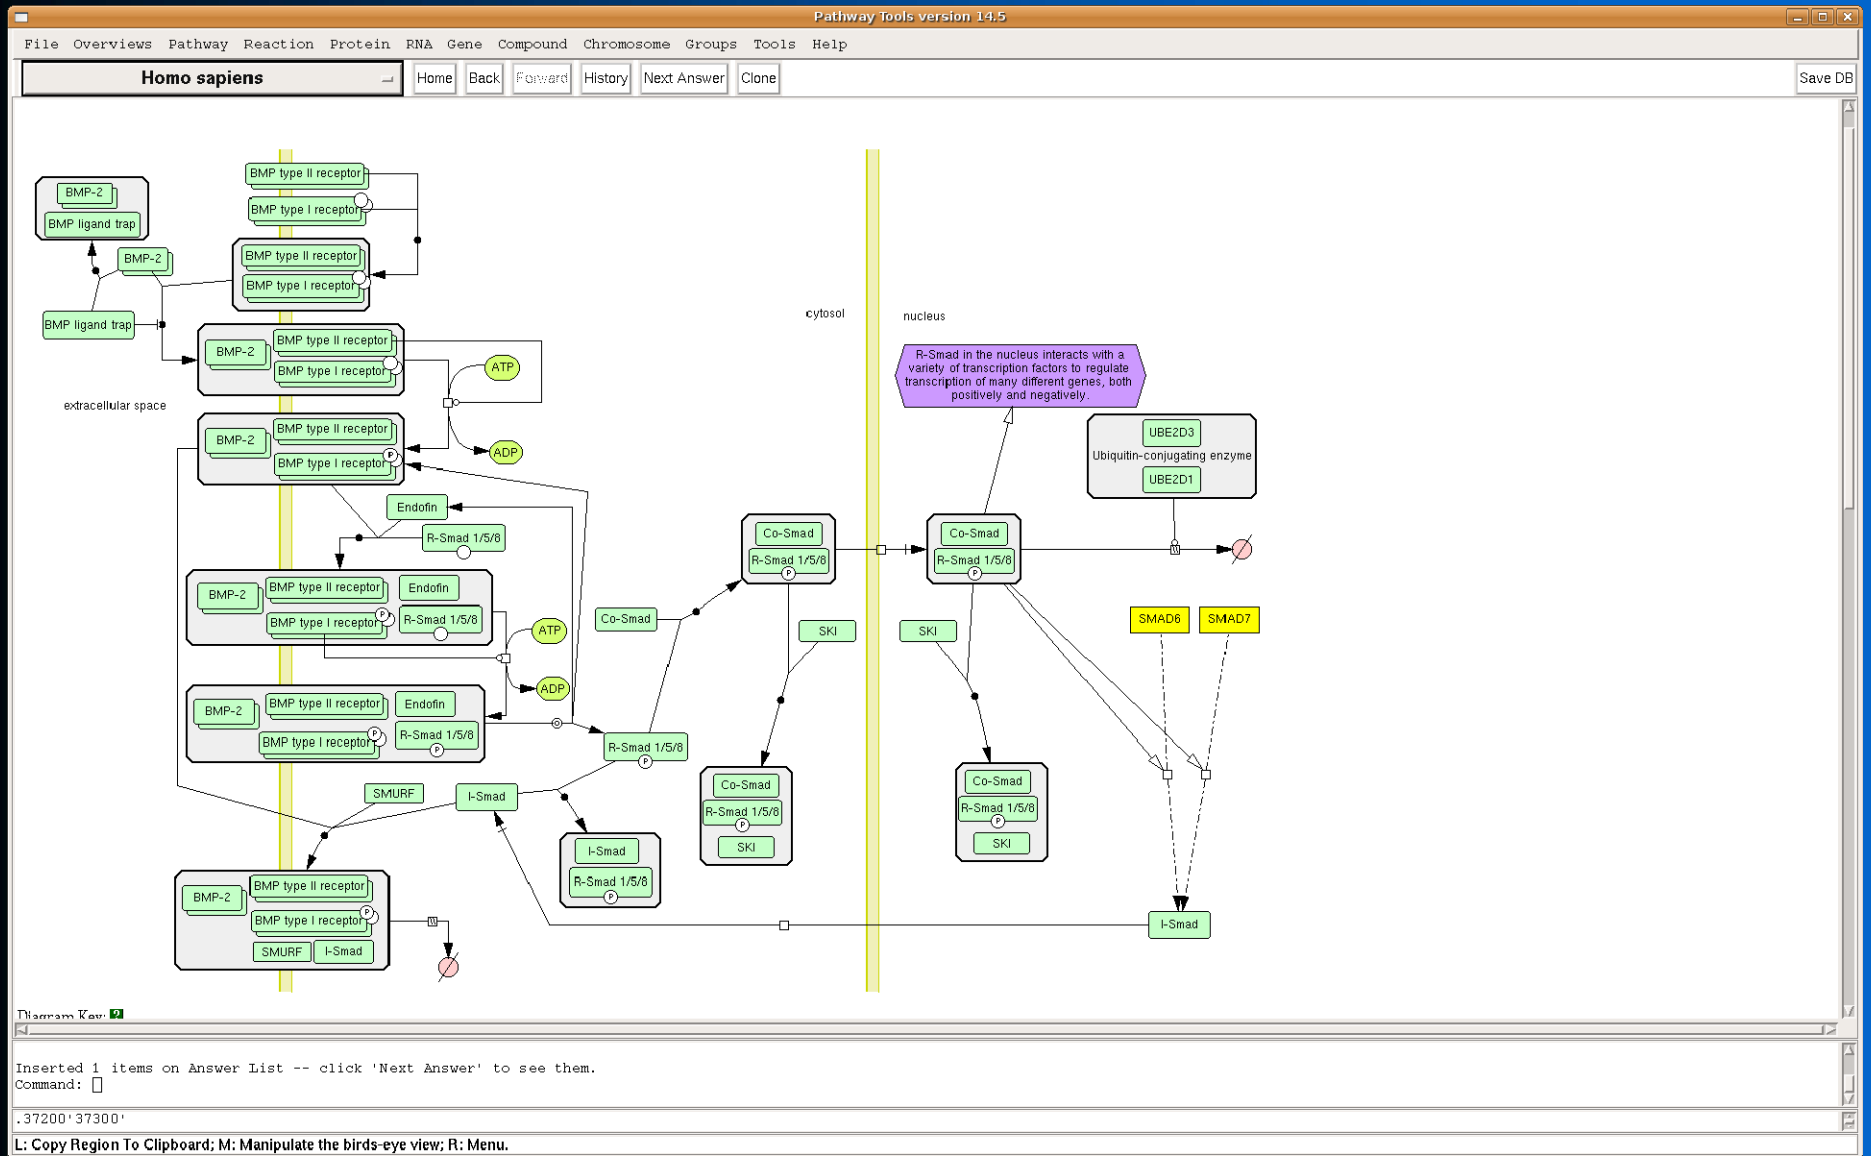 Pathway Tools version 14.5
File Overviews Pathway Reaction Protein RNA Gene Compound Chromosome Groups Tools Help
Homo sapiens
Home Back Forward History Next Answer Clone Save DB
BMP-2
BMP ligand trap
BMP-2
BMP ligand trap
BMP type II receptor
BMP type I receptor
BMP type II receptor
BMP type I receptor
BMP-2
BMP type II receptor
BMP type I receptor
ATP
ADP
extracellular space
BMP-2
BMP type II receptor
BMP type I receptor
P
Endofin
R-Smad 1/5/8
BMP-2
BMP type II receptor
Endofin
BMP type I receptor
P
R-Smad 1/5/8
ATP
ADP
BMP-2
BMP type II receptor
Endofin
BMP type I receptor
P
R-Smad 1/5/8
P
SMURF
I-Smad
R-Smad 1/5/8
P
I-Smad
R-Smad 1/5/8
P
BMP-2
BMP type II receptor
BMP type I receptor
P
SMURF
I-Smad
Co-Smad
Co-Smad
R-Smad 1/5/8
P
SKI
Co-Smad
R-Smad 1/5/8
P
SKI
cytosol
nucleus
R-Smad in the nucleus interacts with a
variety of transcription factors to regulate
transcription of many different genes, both
positively and negatively.
UBE2D3
Ubiquitin-conjugating enzyme
UBE2D1
Co-Smad
R-Smad 1/5/8
P
SKI
Co-Smad
R-Smad 1/5/8
P
SKI
SMAD6
SMAD7
I-Smad
Diagram Key: ?
Inserted 1 items on Answer List -- click 'Next Answer' to see them.
Command:
.37200'37300'
L: Copy Region To Clipboard; M: Manipulate the birds-eye view; R: Menu.